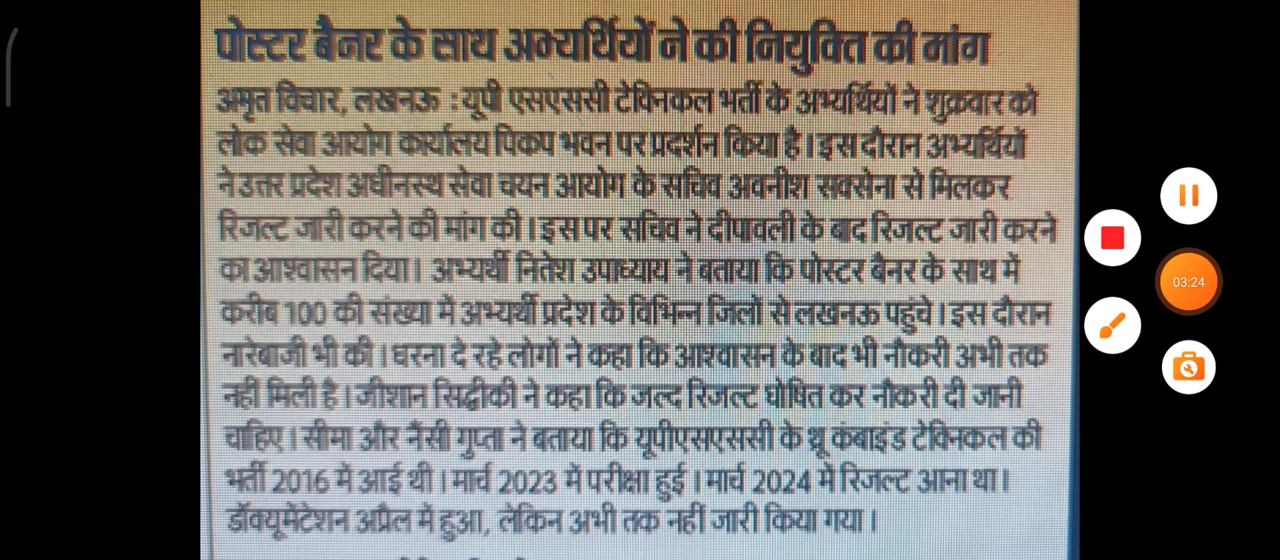 पोस्टर बैनर के साथ अभ्यर्थियों ने की नियुक्ति की मांग
अमृत विचार, लखनऊ : यूपी एसएससी टेक्निकल भर्ती के अभ्यर्थियों ने शुक्रवार को
लोक सेवा आयोग कार्यालय पिकप भवन पर प्रदर्शन किया है। इस दौरान अभ्यर्थियों
ने उत्तर प्रदेश अधीनस्थ सेवा चयन आयोग के सचिव अवनीश सक्सेना से मिलकर
रिजल्ट जारी करने की मांग की। इस पर सचिव ने दीपावली के बाद रिजल्ट जारी करने
का आश्वासन दिया। अभ्यर्थी नितेश उपाध्याय ने बताया कि पोस्टर बैनर के साथ में
करीब 100 की संख्या में अभ्यर्थी प्रदेश के विभिन्न जिलों से लखनऊ पहुंचे। इस दौरान
नारेबाजी भी की। धरना दे रहे लोगों ने कहा कि आश्वासन के बाद भी नौकरी अभी तक
नहीं मिली है। जीशान सिद्दीकी ने कहा कि जल्द रिजल्ट घोषित कर नौकरी दी जानी
चाहिए। सीमा और नैंसी गुप्ता ने बताया कि यूपीएसएससी के थ्रू कंबाइंड टेक्निकल की
भर्ती 2016 में आई थी। मार्च 2023 में परीक्षा हुई। मार्च 2024 में रिजल्ट आना था।
डॉक्यूमेंटेशन अप्रैल में हुआ, लेकिन अभी तक नहीं जारी किया गया।
03:24